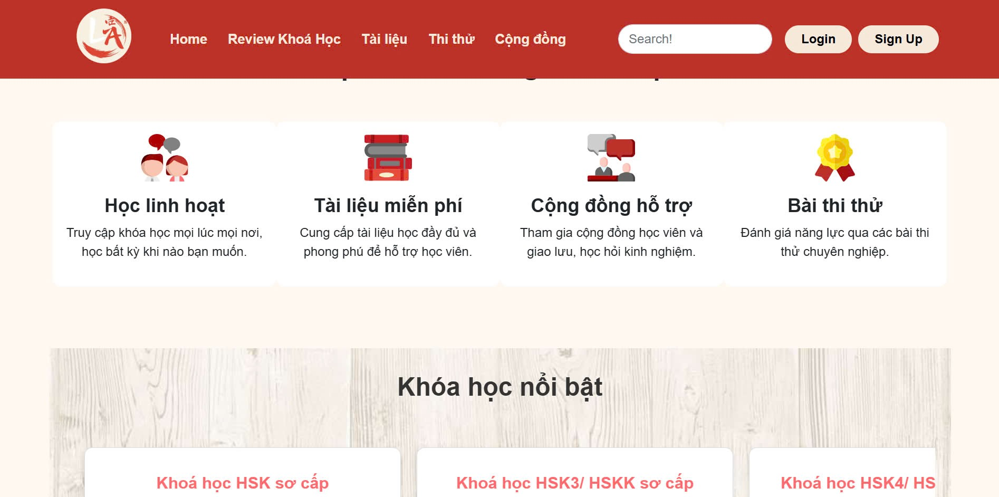 LA
Home
Review Khoá Học
Tài liệu
Thi thử
Cộng đồng
Search!
Login
Sign Up
Học linh hoạt
Truy cập khóa học mọi lúc mọi nơi,
học bất kỳ khi nào bạn muốn.
Tài liệu miễn phí
Cung cấp tài liệu học đầy đủ và
phong phú để hỗ trợ học viên.
Cộng đồng hỗ trợ
Tham gia cộng đồng học viên và
giao lưu, học hỏi kinh nghiệm.
Bài thi thử
Đánh giá năng lực qua các bài thi
thử chuyên nghiệp.
Khóa học nổi bật
Khoá học HSK sơ cấp
Khoá học HSK3/ HSKK sơ cấp
Khoá học HSK4/ HS